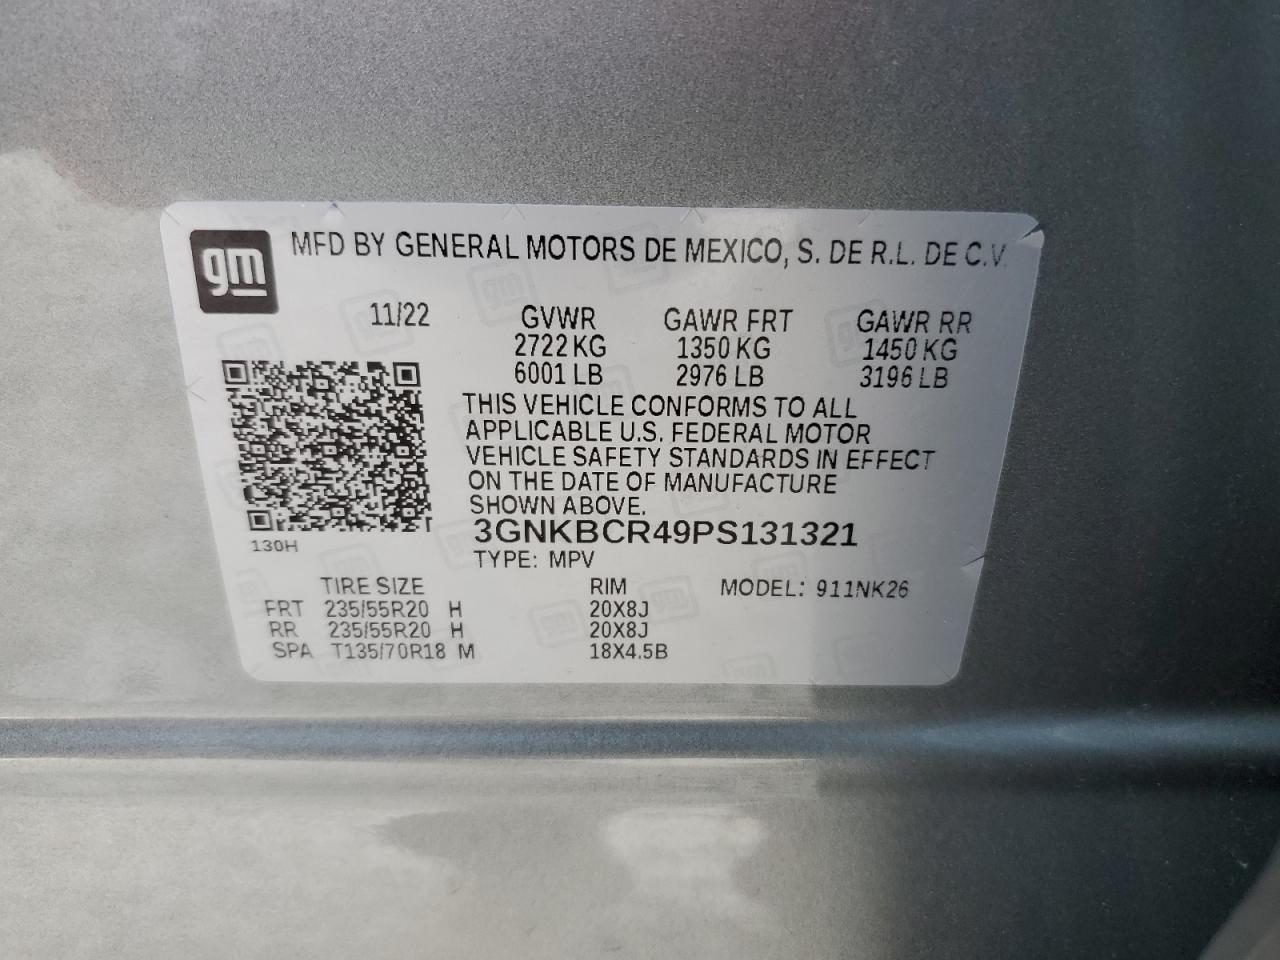 gm
MFD BY GENERAL MOTORS DE MEXICO, S. DE R.L. DE C.V.
11/22 GVWR GAWR FRT GAWR RR
2722 KG 1350 KG 1450 KG
6001 LB 2976 LB 3196 LB
THIS VEHICLE CONFORMS TO ALL
APPLICABLE U.S. FEDERAL MOTOR
VEHICLE SAFETY STANDARDS IN EFFECT
ON THE DATE OF MANUFACTURE
SHOWN ABOVE.
130H
3GNKBCR49PS131321
TYPE: MPV
TIRE SIZE RIM MODEL: 911NK26
FRT 235/55R20 H 20X8J
RR 235/55R20 H 20X8J
SPA T135/70R18 M 18X4.5B